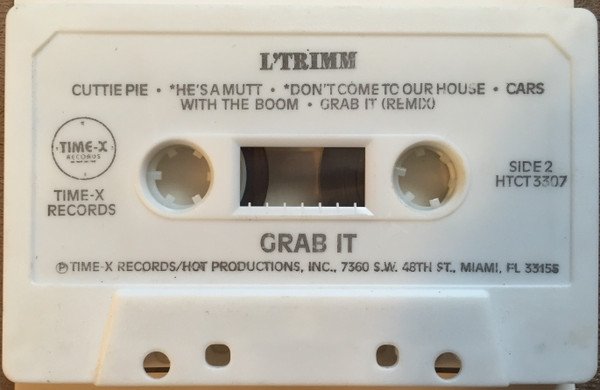 L'TRIMM
CUTTIE PIE • *HE'S A MUTT • *DON'T COME TO OUR HOUSE • CARS
WITH THE BOOM • GRAB IT (REMIX)
TIME-X
RECORDS
TIME-X
RECORDS
SIDE 2
HTCT 3307
GRAB IT
Ⓟ TIME-X RECORDS/HOT PRODUCTIONS, INC., 7360 S.W. 48TH ST., MIAMI, FL 33155